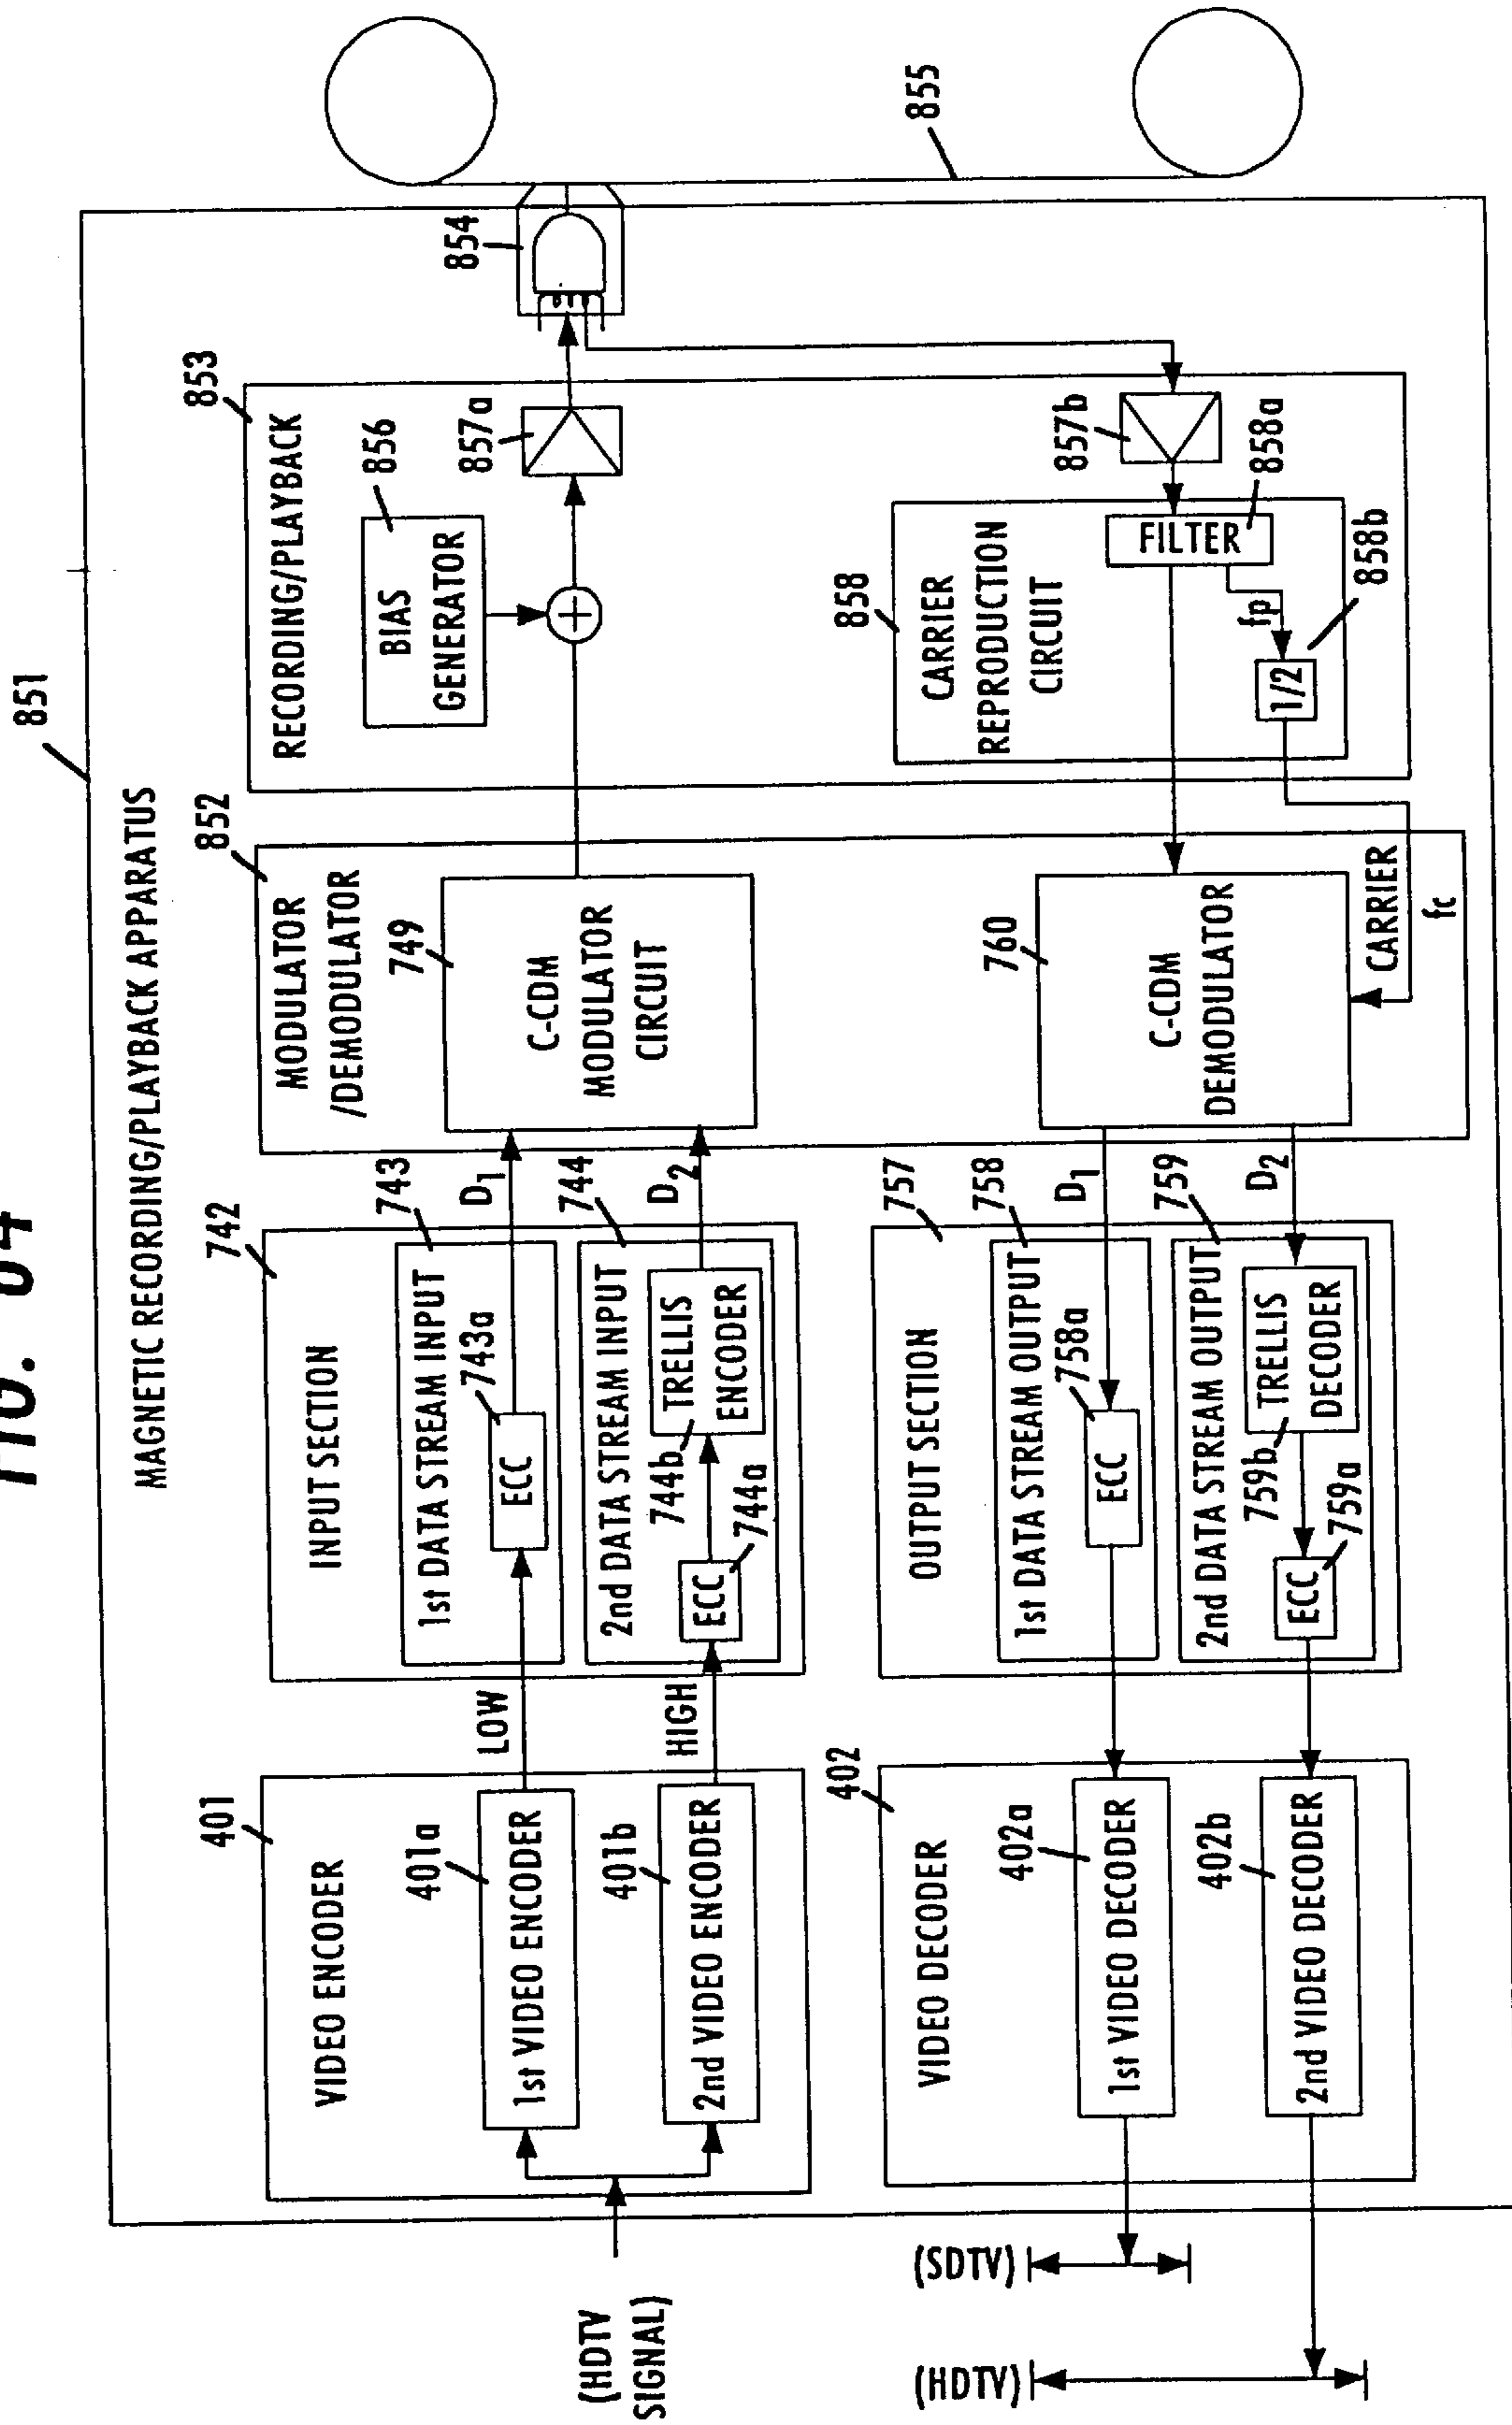 FIG. 84
851
MAGNETIC RECORDING/PLAYBACK APPARATUS
401
VIDEO ENCODER
401a
1st VIDEO ENCODER
401b
2nd VIDEO ENCODER
(HDTV
SIGNAL)
LOW
HIGH
742
INPUT SECTION
743
1st DATA STREAM INPUT
743a
ECC
D1
744
2nd DATA STREAM INPUT
744b
TRELLIS
ENCODER
ECC
744a
D2
852
MODULATOR
/DEMODULATOR
749
C-CDM
MODULATOR
CIRCUIT
853
RECORDING/PLAYBACK
856
BIAS
GENERATOR
+
857a
854
855
402
VIDEO DECODER
402a
1st VIDEO DECODER
402b
2nd VIDEO DECODER
(SDTV)
(HDTV)
757
OUTPUT SECTION
758
1st DATA STREAM OUTPUT
758a
ECC
D1
759
2nd DATA STREAM OUTPUT
759b
TRELLIS
DECODER
ECC
759a
D2
760
C-CDM
DEMODULATOR
CARRIER
fc
858
CARRIER
REPRODUCTION
CIRCUIT
857b
FILTER
858a
fp
1/2
858b